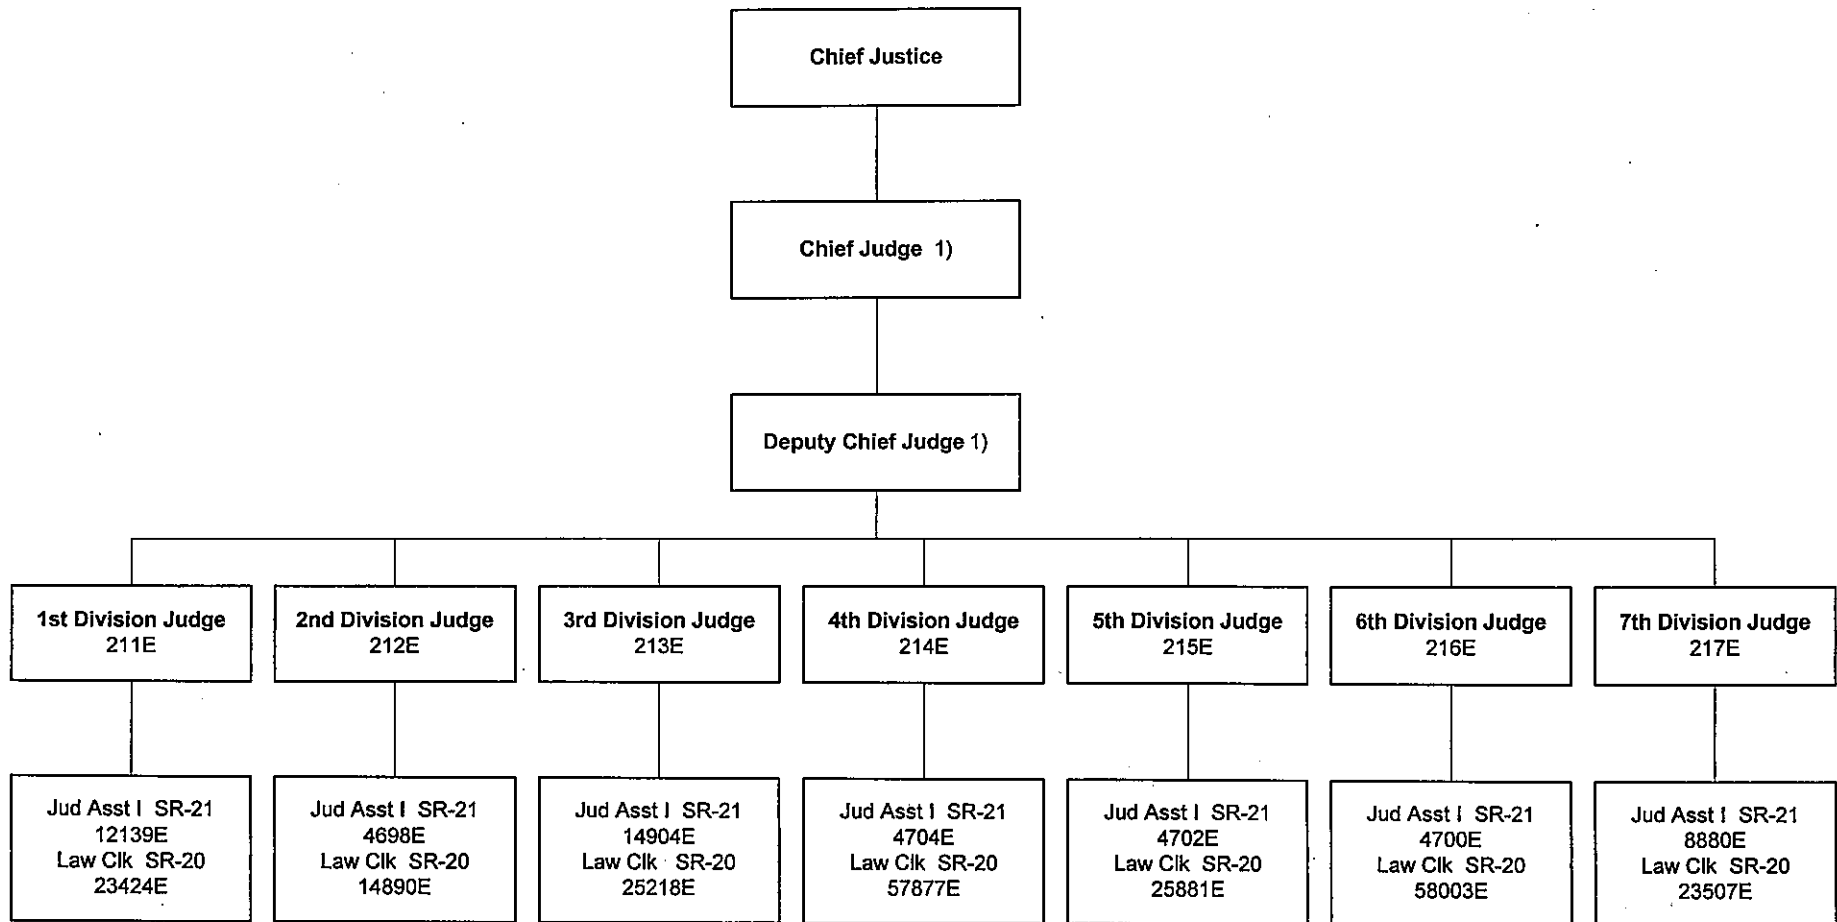 Chief Justice
Chief Judge 1)
Deputy Chief Judge 1)
1st Division Judge
211E
2nd Division Judge
212E
3rd Division Judge
213E
4th Division Judge
214E
5th Division Judge
215E
6th Division Judge
216E
7th Division Judge
217E
Jud Asst I SR-21
12139E
Law Clk SR-20
23424E
Jud Asst I SR-21
4698E
Law Clk SR-20
14890E
Jud Asst I SR-21
14904E
Law Clk SR-20
25218E
Jud Asst I SR-21
4704E
Law Clk SR-20
57877E
Jud Asst I SR-21
4702E
Law Clk SR-20
25881E
Jud Asst I SR-21
4700E
Law Clk SR-20
58003E
Jud Asst I SR-21
8880E
Law Clk SR-20
23507E